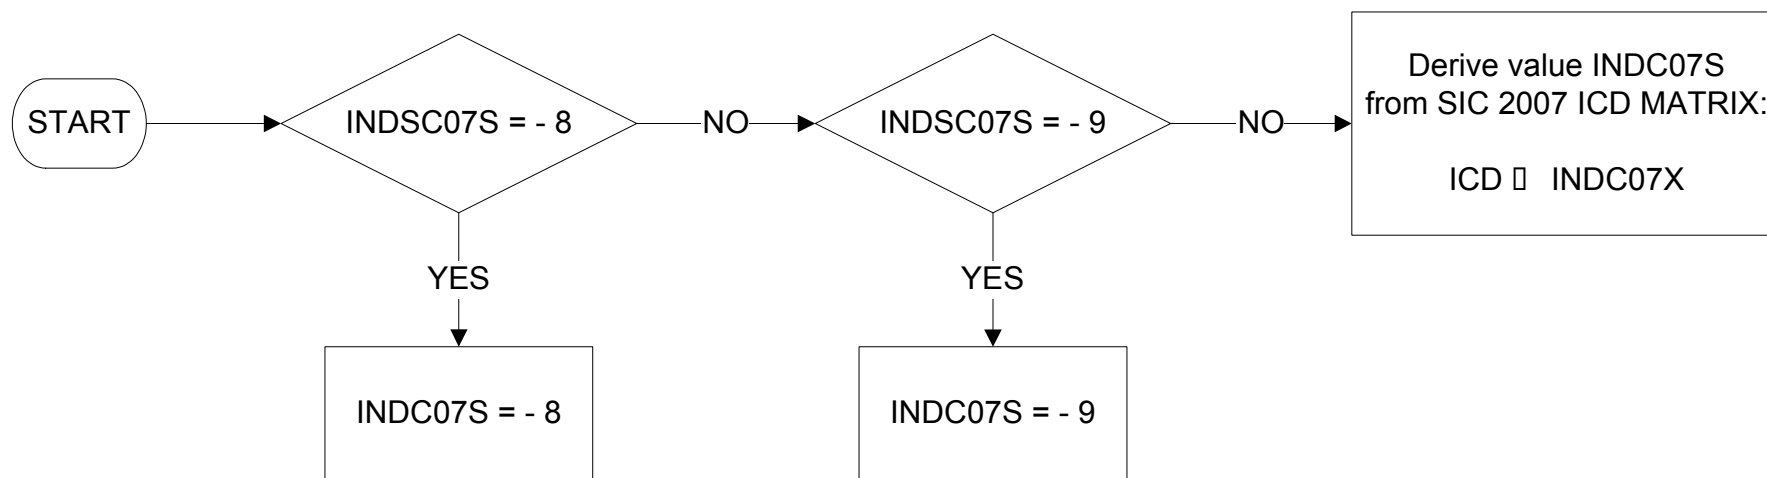 START
INDSC07S = - 8
NO
INDSC07S = - 9
NO
Derive value INDC07S
from SIC 2007 ICD MATRIX:
ICD ▯ INDC07X
YES
YES
INDC07S = - 8
INDC07S = - 9